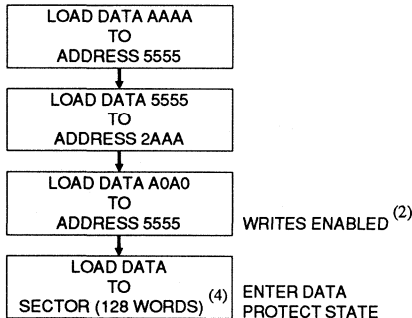 LOAD DATA AAAA
TO
ADDRESS 5555
LOAD DATA 5555
TO
ADDRESS 2AAA
LOAD DATA A0A0
TO
ADDRESS 5555
WRITES ENABLED (2)
LOAD DATA
TO
SECTOR (128 WORDS) (4)
ENTER DATA
PROTECT STATE